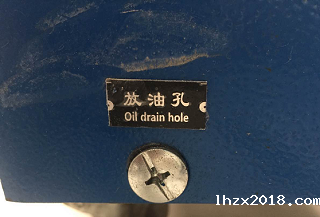 放油孔
Oil drain hole
lhzx2018.com